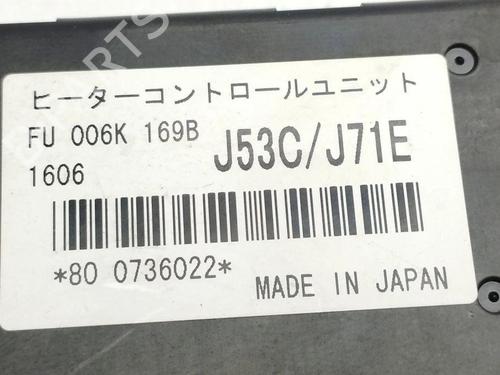 ヒーターコントロールユニット
FU 006K 169B
J53C/J71E
1606
*80 0736022*
MADE IN JAPAN